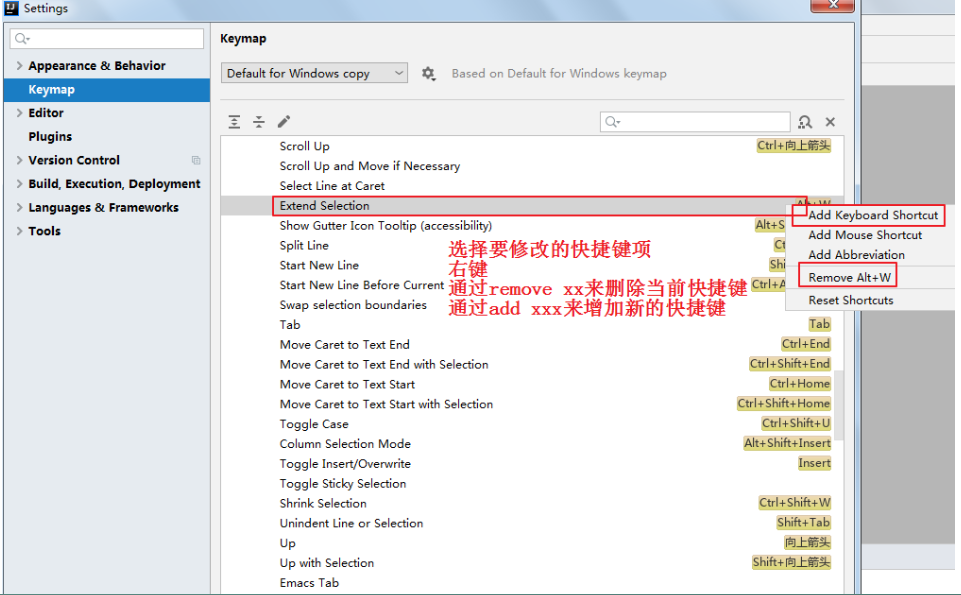 Settings
Keymap
Appearance & Behavior
Default for Windows copy
Based on Default for Windows keymap
Keymap
Editor
Plugins
Version Control
Build, Execution, Deployment
Languages & Frameworks
Tools
Scroll Up Ctrl+向上箭头
Scroll Up and Move if Necessary
Select Line at Caret
Extend Selection Alt+W
Add Keyboard Shortcut
Show Gutter Icon Tooltip (accessibility) Alt+S
Add Mouse Shortcut
Split Line
选择要修改的快捷键项
Add Abbreviation
Start New Line
右键
Remove Alt+W
Start New Line Before Current Ctrl+A
通过remove xx来删除当前快捷键
Reset Shortcuts
Swap selection boundaries
通过add xxx来增加新的快捷键
Tab Tab
Move Caret to Text End Ctrl+End
Move Caret to Text End with Selection Ctrl+Shift+End
Move Caret to Text Start Ctrl+Home
Move Caret to Text Start with Selection Ctrl+Shift+Home
Toggle Case Ctrl+Shift+U
Column Selection Mode Alt+Shift+Insert
Toggle Insert/Overwrite Insert
Toggle Sticky Selection
Shrink Selection Ctrl+Shift+W
Unindent Line or Selection Shift+Tab
Up 向上箭头
Up with Selection Shift+向上箭头
Emacs Tab